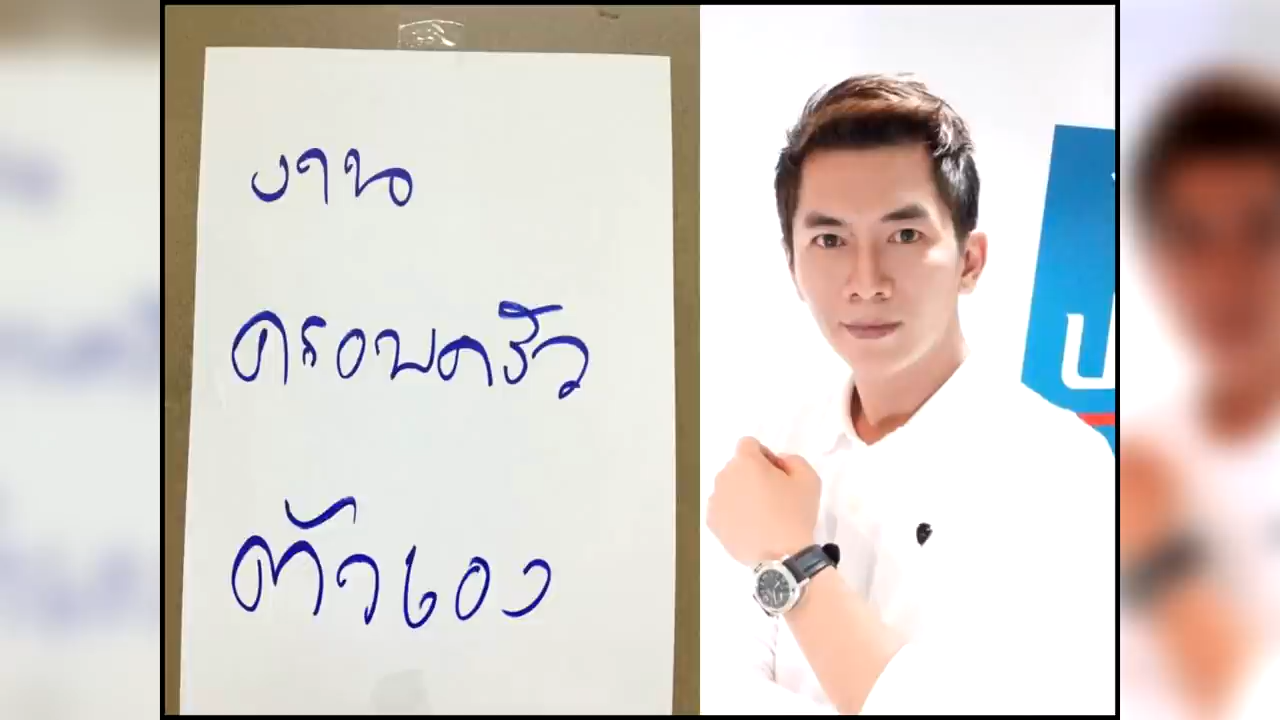 งาน
ครอบครัว
ตัวเอง